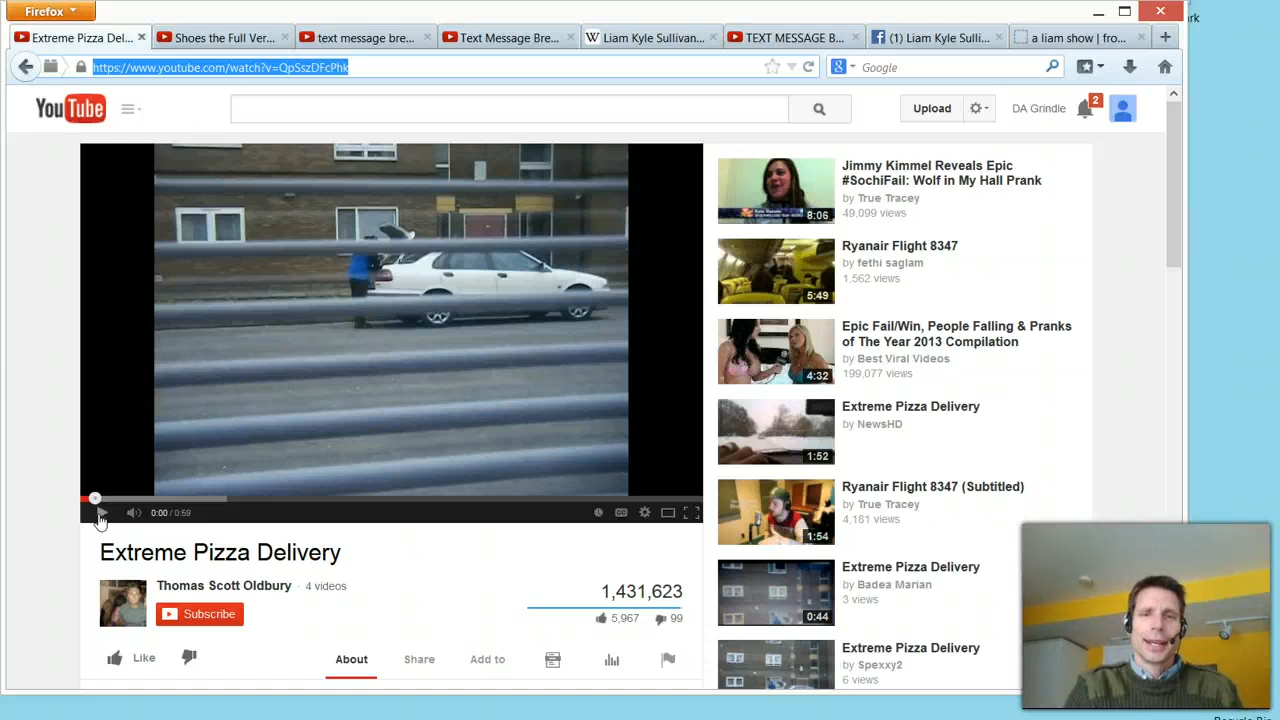 Firefox
ark
Extreme Pizza Del...
Shoes the Full Ver...
text message bre...
Text Message Bre...
W Liam Kyle Sullivan...
TEXT MESSAGE B...
(1) Liam Kyle Sulli...
a liam show | fro...
https://www.youtube.com/watch?v=QpSszDFcPhk
Google
YouTube
Upload
DA Grindle
2
0:00 / 0:59
CC
Extreme Pizza Delivery
Thomas Scott Oldbury · 4 videos
Subscribe
1,431,623
5,967
99
Like
About
Share
Add to
Jimmy Kimmel Reveals Epic
#SochiFail: Wolf in My Hall Prank
by True Tracey
49,099 views
8:06
Ryanair Flight 8347
by fethi saglam
1,562 views
5:49
Epic Fail/Win, People Falling & Pranks
of The Year 2013 Compilation
by Best Viral Videos
199,077 views
4:32
Extreme Pizza Delivery
by NewsHD
1:52
Ryanair Flight 8347 (Subtitled)
by True Tracey
4,181 views
1:54
Extreme Pizza Delivery
by Badea Marian
3 views
0:44
Extreme Pizza Delivery
by Spexxy2
6 views